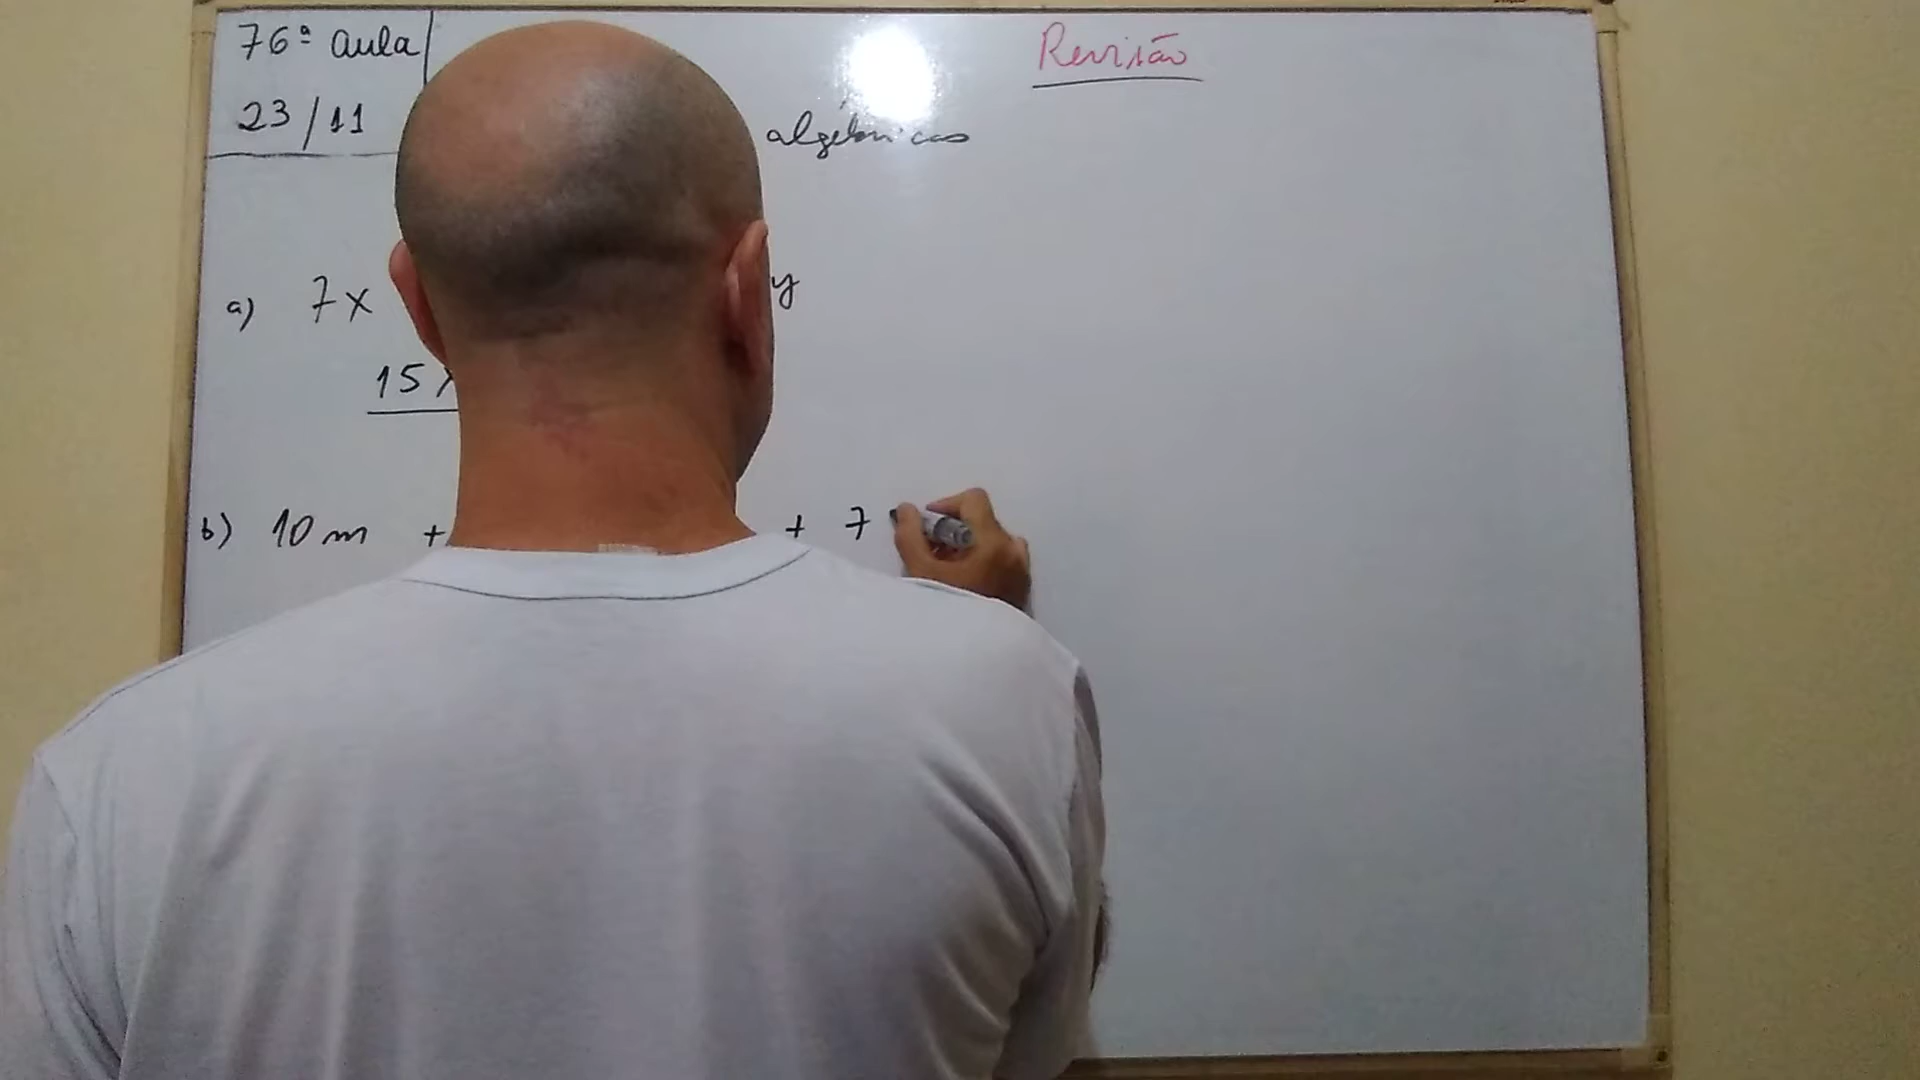 76ª aula
Revisão
23/11
algébricas
a) 7x y
15x
b) 10m + + 7